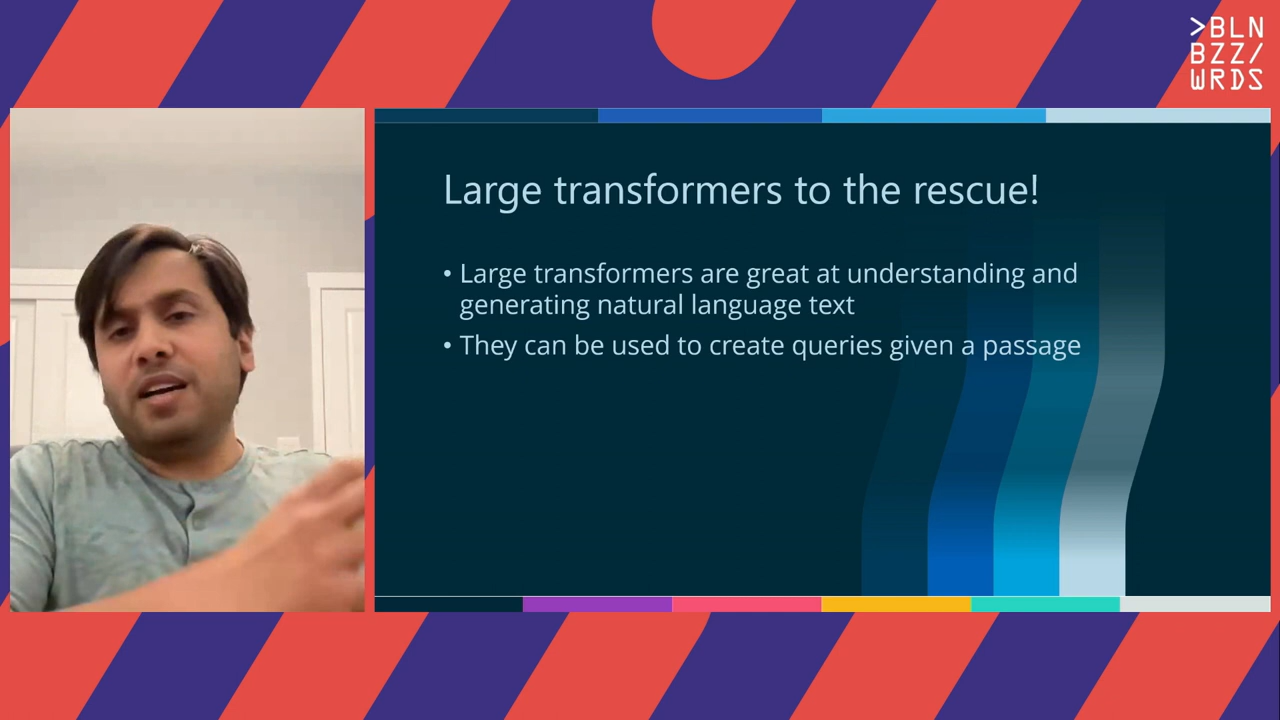 >BLN
BZZ/
WRDS
Large transformers to the rescue!
• Large transformers are great at understanding and
generating natural language text
• They can be used to create queries given a passage